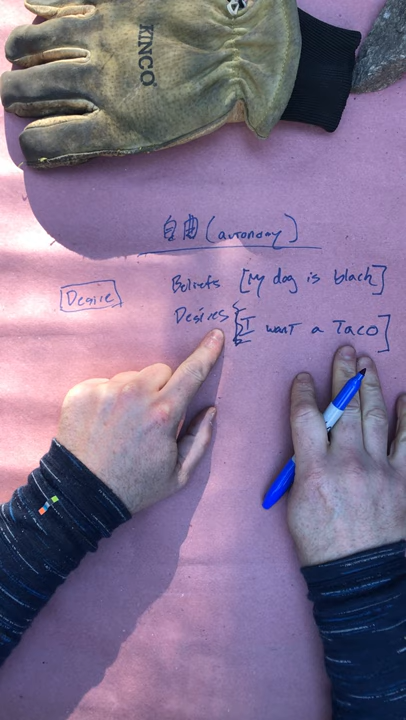 KINCO
自由 (autonomy)
Beliefs [My dog is black]
Desire
Desires [I want a Taco]